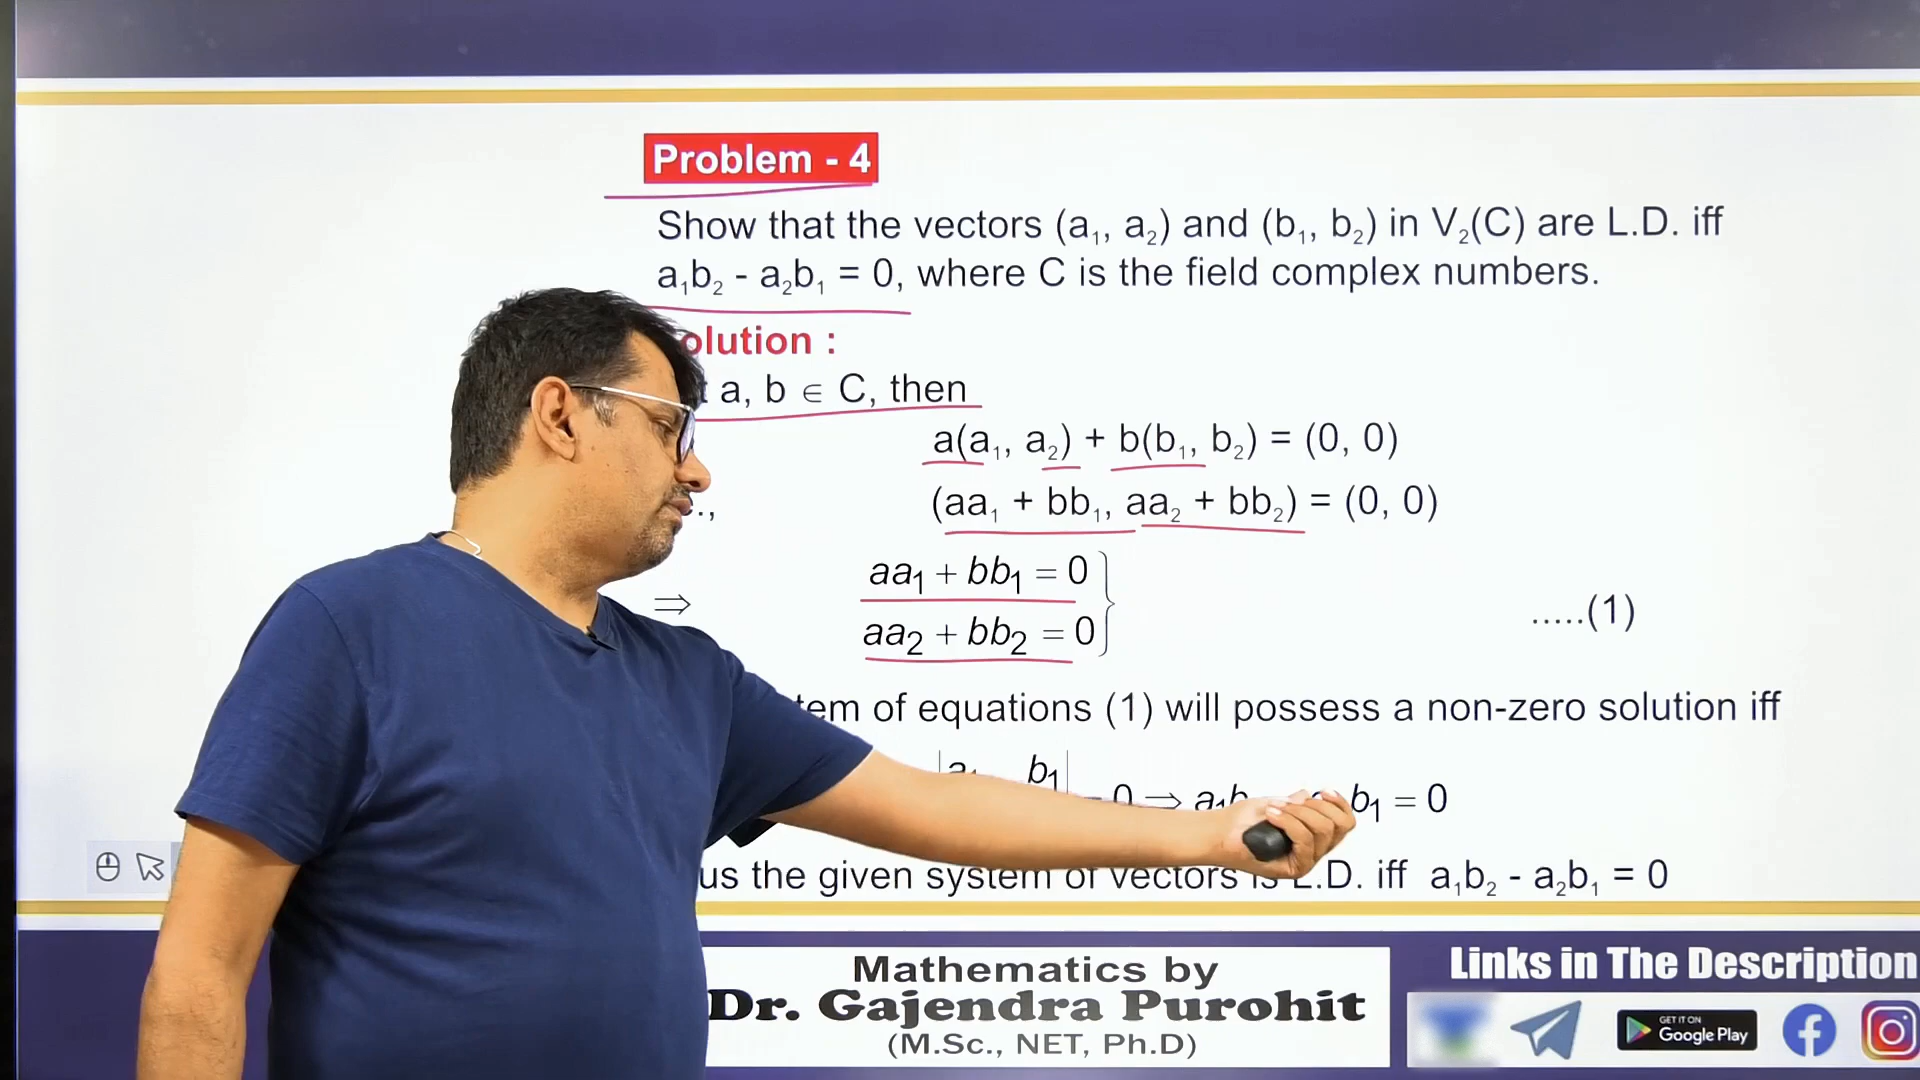 Problem - 4
Show that the vectors (a₁, a₂) and (b₁, b₂) in V₂(C) are L.D. iff
a₁b₂ - a₂b₁ = 0, where C is the field complex numbers.
olution :
a, b ∈ C, then
a(a₁, a₂) + b(b₁, b₂) = (0, 0)
(aa₁ + bb₁, aa₂ + bb₂) = (0, 0)
aa₁ + bb₁ = 0
⇒ .....(1)
aa₂ + bb₂ = 0
tem of equations (1) will possess a non-zero solution iff
b₁
⇒ b₁ = 0
us the given system of vectors is L.D. iff a₁b₂ - a₂b₁ = 0
Mathematics by
Dr. Gajendra Purohit
(M.Sc., NET, Ph.D)
Links in The Description
GET IT ON
Google Play